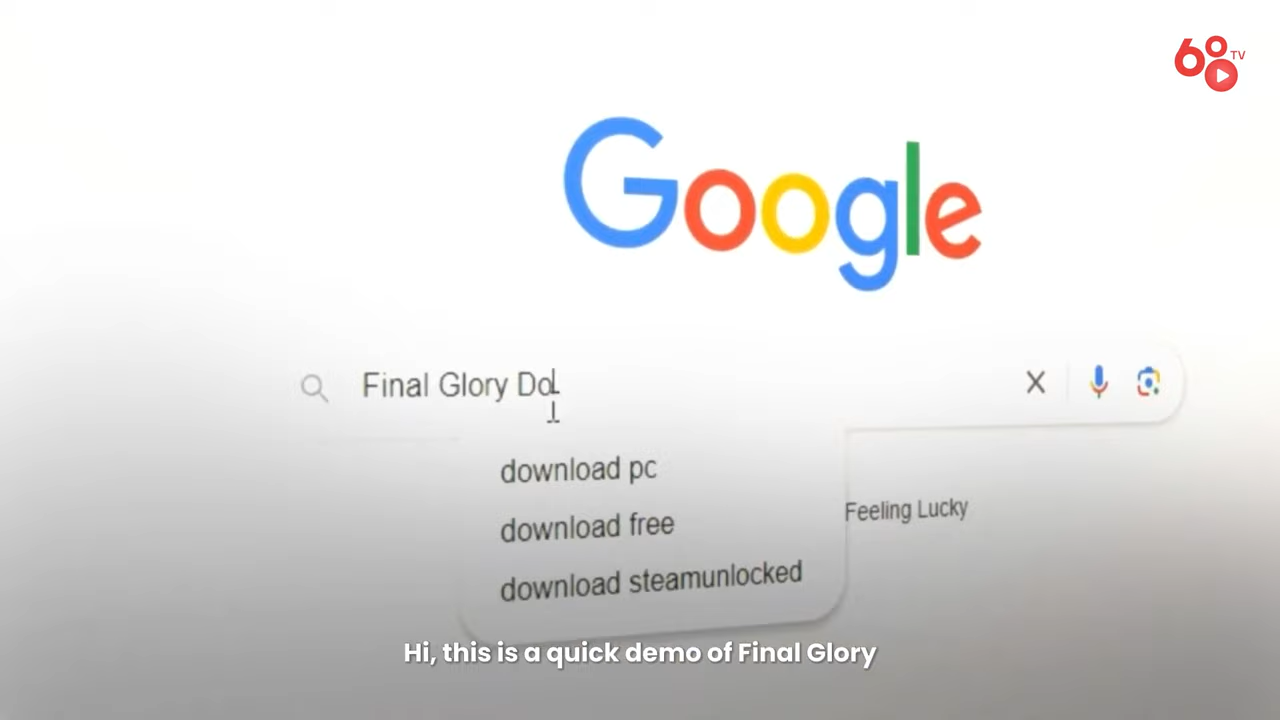 68 TV
Google
Final Glory Do
download pc
download free
Feeling Lucky
download steamunlocked
Hi, this is a quick demo of Final Glory